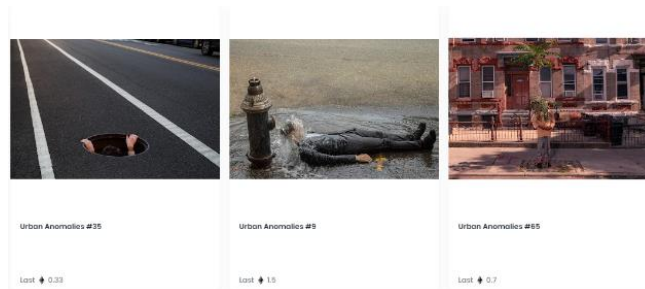 Urban Anomalies #35
Urban Anomalies #9
Urban Anomalies #65
Last 0.33
Last 1.5
Last 0.7